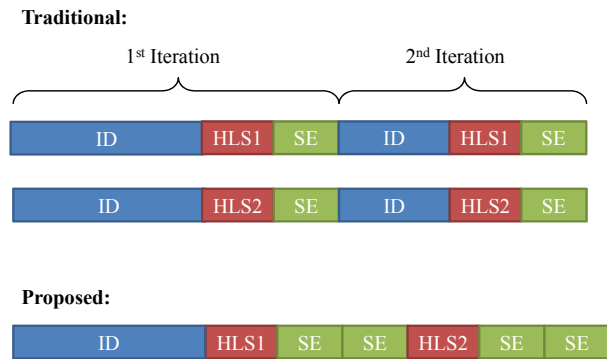 Traditional:
1st Iteration 2nd Iteration
ID HLS1 SE ID HLS1 SE
ID HLS2 SE ID HLS2 SE
Proposed:
ID HLS1 SE SE HLS2 SE SE